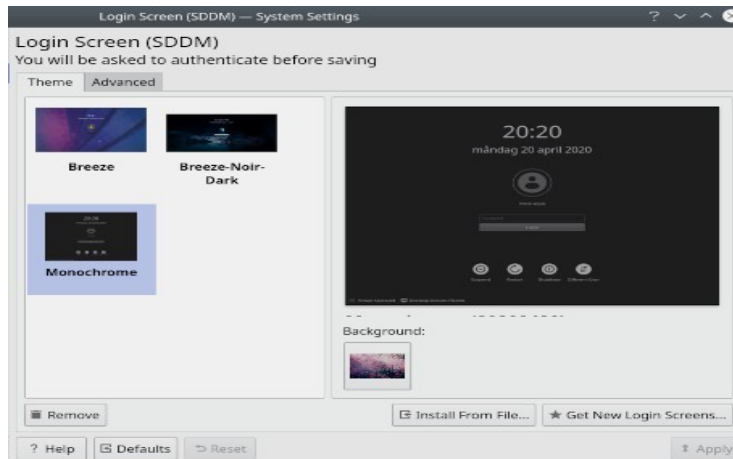 Login Screen (SDDM) — System Settings
Login Screen (SDDM)
You will be asked to authenticate before saving
Theme
Advanced
Breeze
Breeze-Noir-
Dark
Monochrome
20:20
måndag 20 april 2020
Background:
Remove
Install From File...
Get New Login Screens...
? Help
Defaults
Reset
Apply